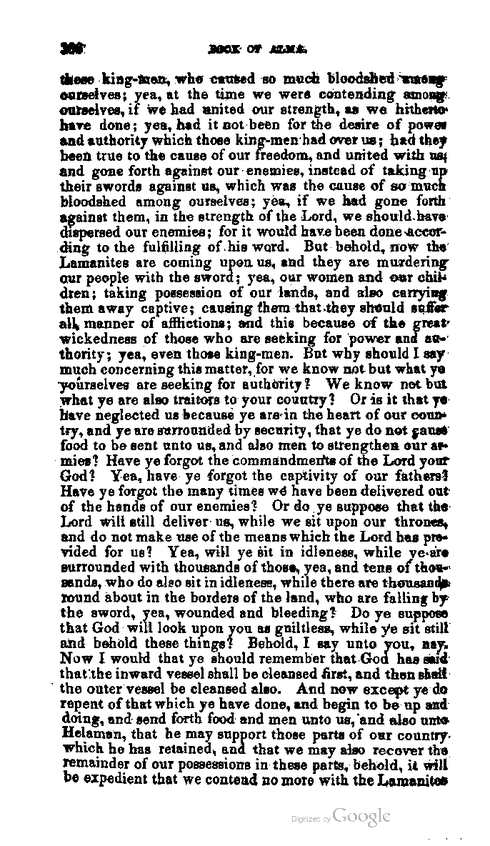 BOOK OF ALMA.
these king-men, who caused so much bloodshed among
ourselves; yea, at the time we were contending among
ourselves, if we had united our strength, as we hitherto
have done; yea, had it not been for the desire of power
and authority which those king-men had over us; had they
been true to the cause of our freedom, and united with us,
and gone forth against our enemies, instead of taking up
their swords against us, which was the cause of so much
bloodshed among ourselves; yea, if we had gone forth
against them, in the strength of the Lord, we should have
dispersed our enemies; for it would have been done accor-
ding to the fulfilling of his word. But behold, now the
Lamanites are coming upon us, and they are murdering
our people with the sword; yea, our women and our chil-
dren; taking possession of our lands, and also carrying
them away captive; causing them that they should suffer
all manner of afflictions; and this because of the great
wickedness of those who are seeking for power and au-
thority; yea, even those king-men. But why should I say
much concerning this matter, for we know not but what ye
yourselves are seeking for authority? We know not but
what ye are also traitors to your country? Or is it that ye
have neglected us because ye are in the heart of our coun-
try, and ye are surrounded by security, that ye do not cause
food to be sent unto us, and also men to strengthen our ar-
mies? Have ye forgot the commandments of the Lord your
God? Yea, have ye forgot the captivity of our fathers?
Have ye forgot the many times we have been delivered out
of the hands of our enemies? Or do ye suppose that the
Lord will still deliver us, while we sit upon our thrones,
and do not make use of the means which the Lord has pro-
vided for us? Yea, will ye sit in idleness, while ye are
surrounded with thousands of those, yea, and tens of thou-
sands, who do also sit in idleness, while there are thousands
round about in the borders of the land, who are falling by
the sword, yea, wounded and bleeding? Do ye suppose
that God will look upon you as guiltless, while ye sit still
and behold these things? Behold, I say unto you, nay.
Now I would that ye should remember that God has said
that the inward vessel shall be cleansed first, and then shall
the outer vessel be cleansed also. And now except ye do
repent of that which ye have done, and begin to be up and
doing, and send forth food and men unto us, and also unto
Helaman, that he may support those parts of our country
which he has retained, and that we may also recover the
remainder of our possessions in these parts, behold, it will
be expedient that we contend no more with the Lamanites
Digitized by Google